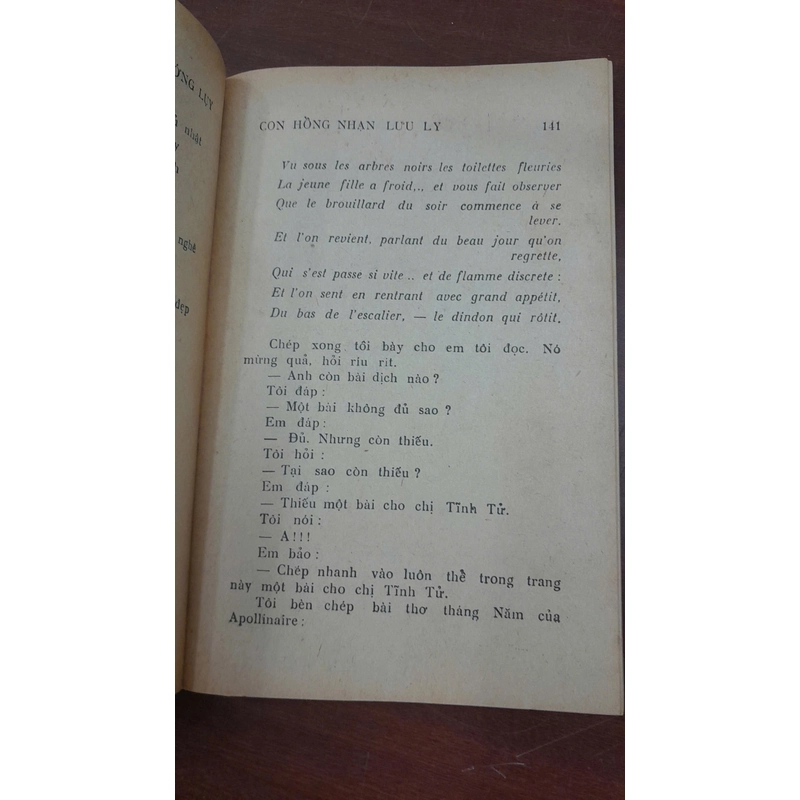 ỚNG LUY
nhât
nghê
đẹp
CON HỒNG NHẠN LƯU LY 141
Vu sous les arbres noirs les toilettes fleuries
La jeune fille a froid... et vous fait observer
Que le brouillard du soir commence à se
lever.
Et l'on revient, parlant du beau jour qu'on
regrette,
Qui s'est passe si vite... et de flamme discrete :
Et l'on sent en rentrant avec grand appétit,
Du bas de l'escalier, — le dindon qui rôtit.
Chép xong tôi bày cho em tôi đọc. Nó
mừng quả, hỏi ríu rít.
— Anh còn bài dịch nào ?
Tôi đáp :
— Một bài không đủ sao ?
Em đáp:
— Đủ. Nhưng còn thiếu.
Tôi hỏi :
— Tại sao còn thiếu ?
Em đáp :
— Thiếu một bài cho chị Tĩnh Tử.
Tôi nói :
— A!!!
Em bảo :
— Chép nhanh vào luôn thể trong trang
này một bài cho chị Tĩnh Tử.
Tôi bèn chép bài thơ tháng Năm của
Apollinaire :